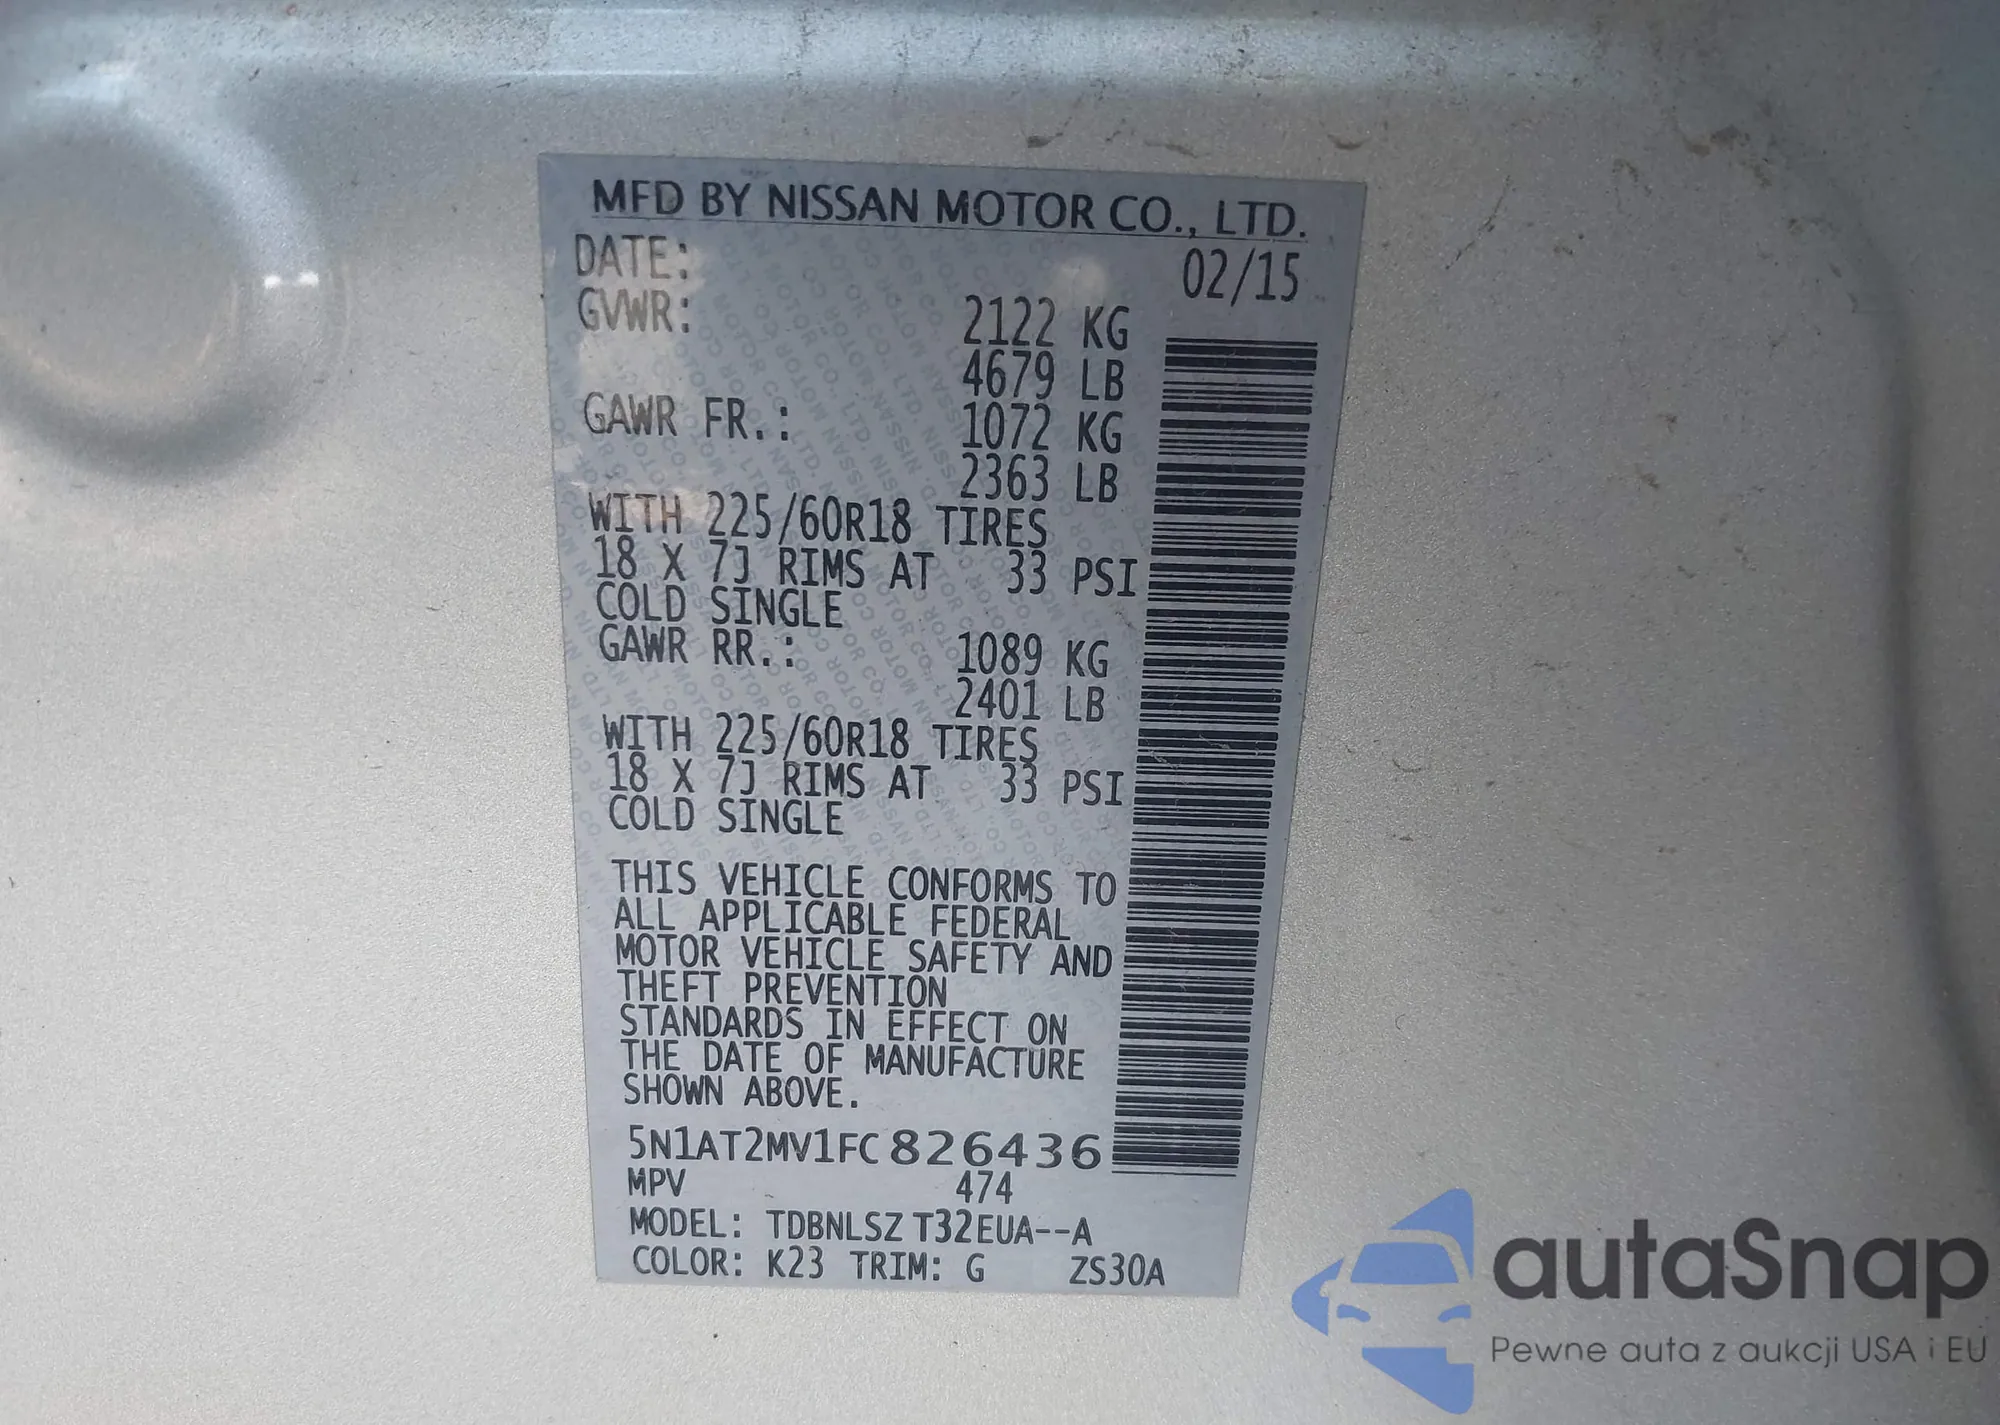 MFD BY NISSAN MOTOR CO., LTD.
DATE: 02/15
GVWR: 2122 KG
4679 LB
GAWR FR.: 1072 KG
2363 LB
WITH 225/60R18 TIRES
18 X 7J RIMS AT 33 PSI
COLD SINGLE
GAWR RR.: 1089 KG
2401 LB
WITH 225/60R18 TIRES
18 X 7J RIMS AT 33 PSI
COLD SINGLE
THIS VEHICLE CONFORMS TO
ALL APPLICABLE FEDERAL
MOTOR VEHICLE SAFETY AND
THEFT PREVENTION
STANDARDS IN EFFECT ON
THE DATE OF MANUFACTURE
SHOWN ABOVE.
5N1AT2MV1FC826436
MPV 474
MODEL: TDBNLSZ T32EUA--A
COLOR: K23 TRIM: G ZS30A
autaSnap
Pewne auta z aukcji USA i EU